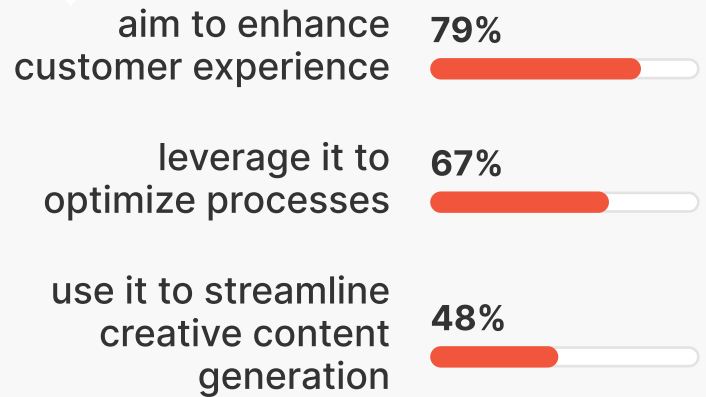 aim to enhance
customer experience
79%
leverage it to
optimize processes
67%
use it to streamline
creative content
generation
48%